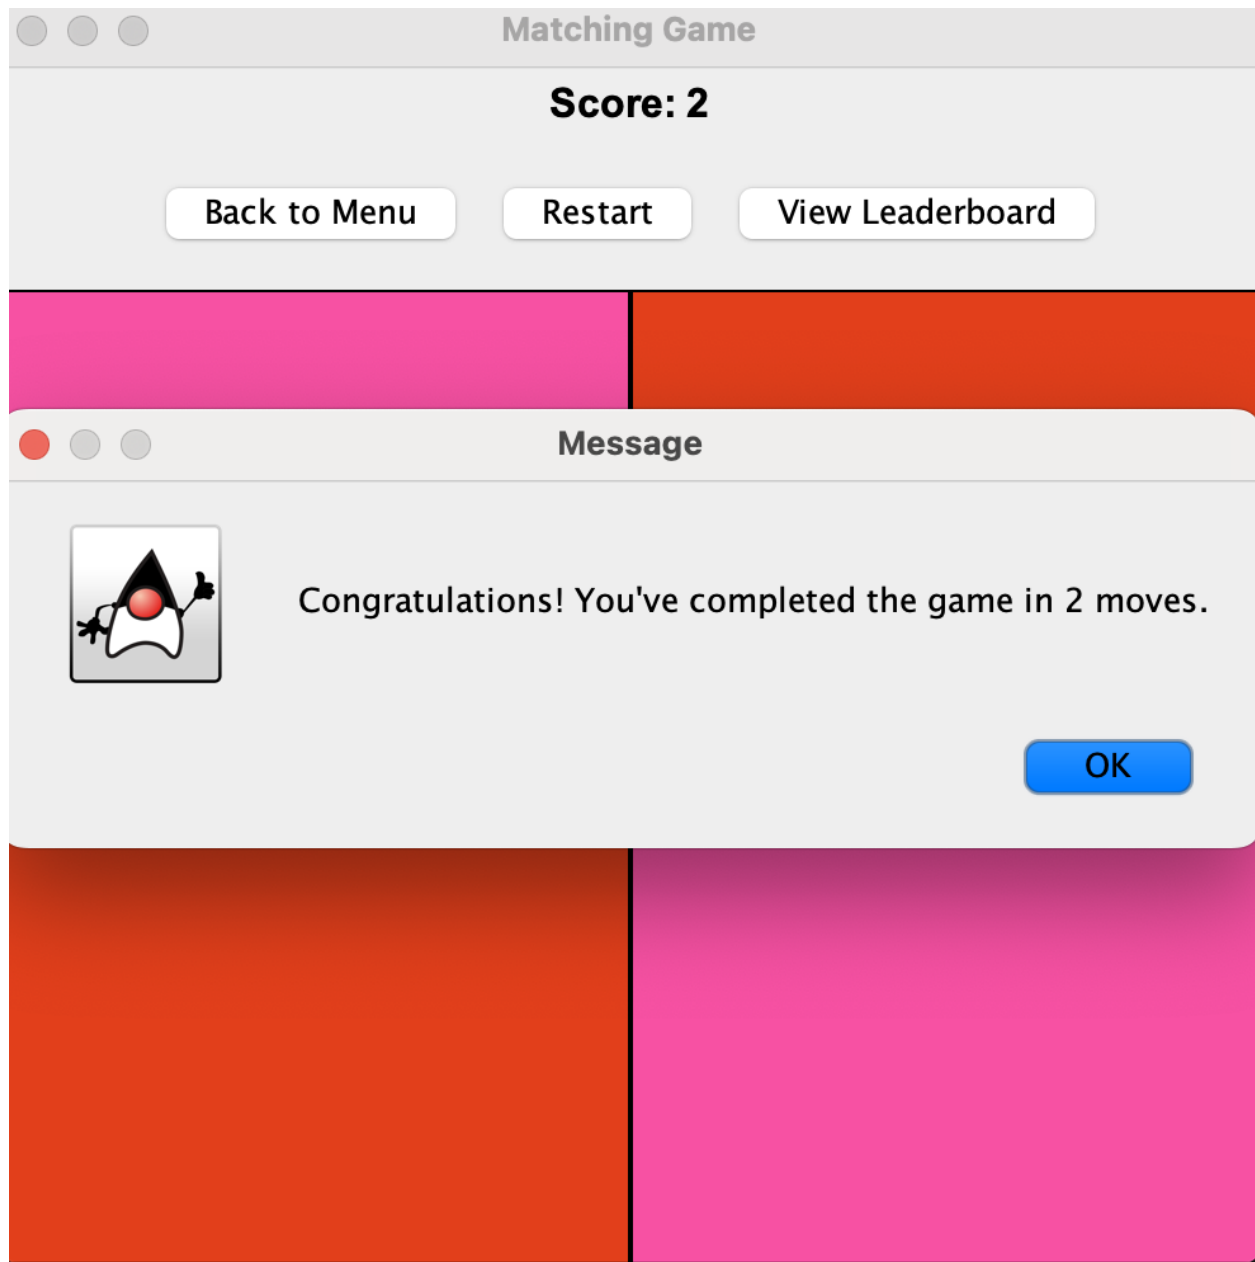 Matching Game
Score: 2
Back to Menu Restart View Leaderboard
Message
Congratulations! You've completed the game in 2 moves.
OK